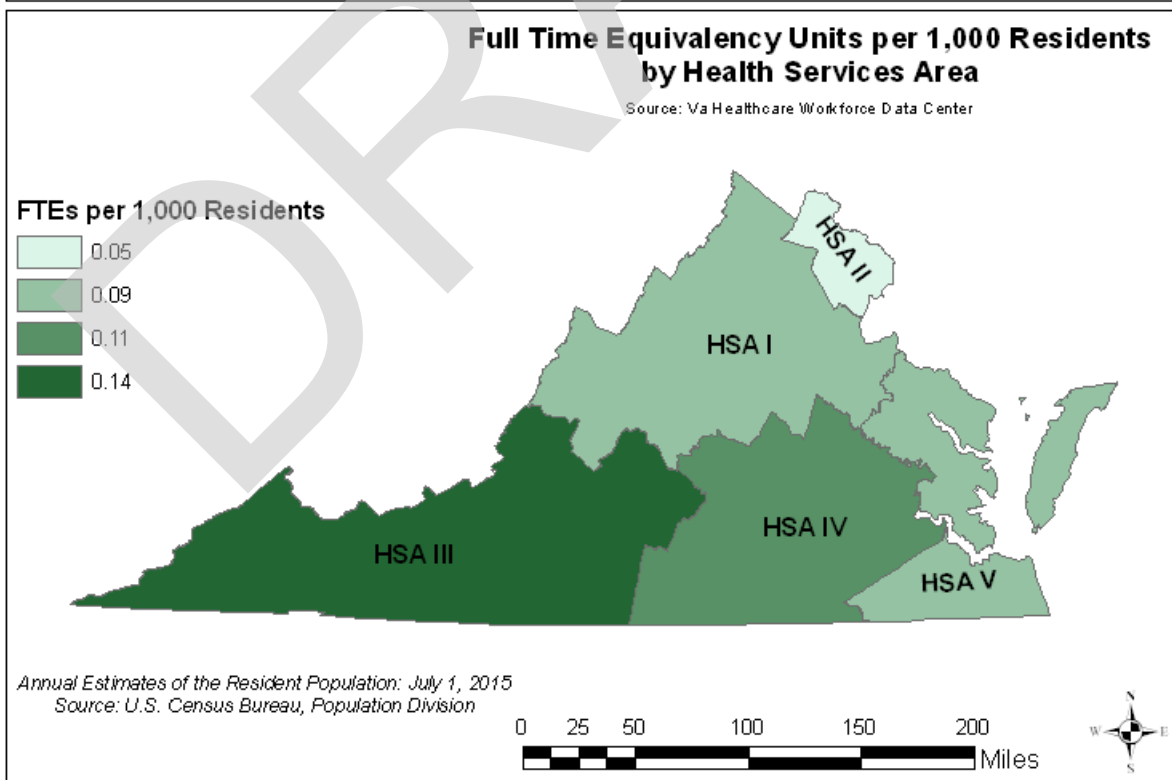 Full Time Equivalency Units per 1,000 Residents
by Health Services Area
Source: Va Healthcare Workforce Data Center
FTEs per 1,000 Residents
0.05
0.09
0.11
0.14
HSA II
HSA I
HSA IV
HSA III
HSA V
Annual Estimates of the Resident Population: July 1, 2015
Source: U.S. Census Bureau, Population Division
0 25 50 100 150 200
Miles
N
W E
S